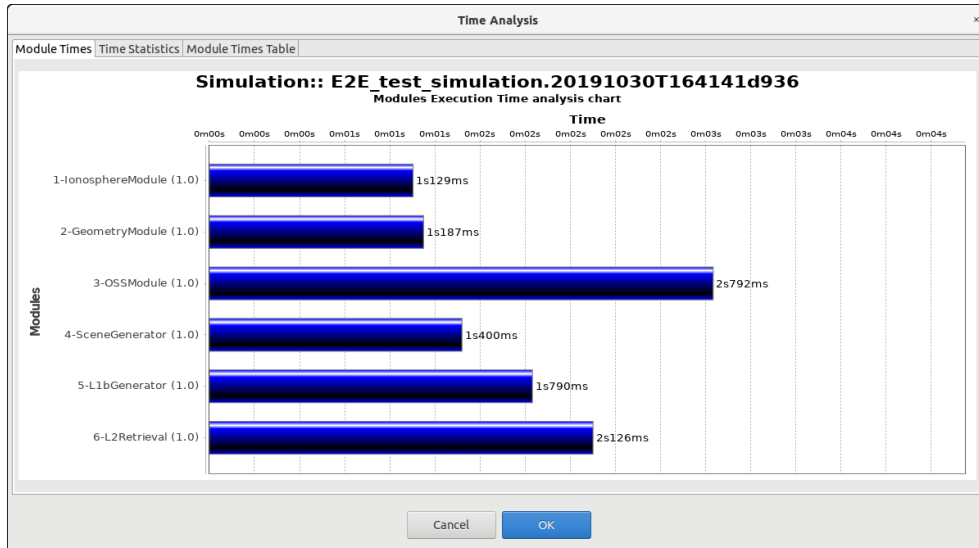 Time Analysis ×
Module Times Time Statistics Module Times Table
Simulation:: E2E_test_simulation.20191030T164141d936
Modules Execution Time analysis chart
Time
0m00s 0m00s 0m00s 0m01s 0m01s 0m01s 0m02s 0m02s 0m02s 0m02s 0m02s 0m03s 0m03s 0m03s 0m04s 0m04s 0m04s
Modules
1-IonosphereModule (1.0) 1s129ms
2-GeometryModule (1.0) 1s187ms
3-OSSModule (1.0) 2s792ms
4-SceneGenerator (1.0) 1s400ms
5-L1bGenerator (1.0) 1s790ms
6-L2Retrieval (1.0) 2s126ms
Cancel OK